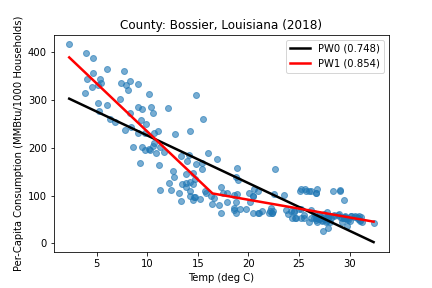 County: Bossier, Louisiana (2018)
PW0 (0.748)
PW1 (0.854)
Per-Capita Consumption (MMBtu/1000 Households)
400
300
200
100
0
5 10 15 20 25 30
Temp (deg C)